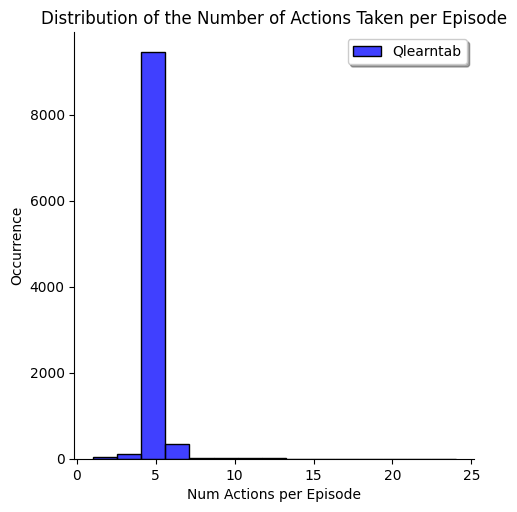 Distribution of the Number of Actions Taken per Episode
Qlearntab
8000
6000
4000
2000
0
Occurrence
0 5 10 15 20 25
Num Actions per Episode